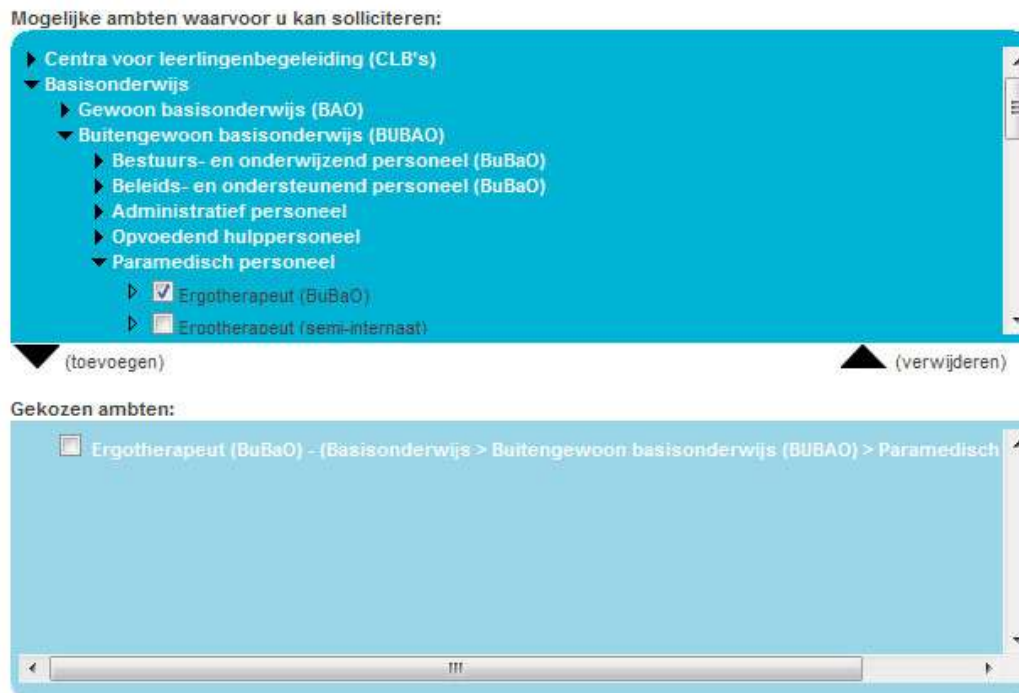 Mogelijke ambten waarvoor u kan solliciteren:
Centra voor leerlingenbegeleiding (CLB's)
Basisonderwijs
Gewoon basisonderwijs (BAO)
Buitengewoon basisonderwijs (BUBAO)
Bestuurs- en onderwijzend personeel (BuBaO)
Beleids- en ondersteunend personeel (BuBaO)
Administratief personeel
Opvoedend hulppersoneel
Paramedisch personeel
Ergotherapeut (BuBaO)
Ergotherapeut (semi-internaat)
(toevoegen) (verwijderen)
Gekozen ambten:
Ergotherapeut (BuBaO) - (Basisonderwijs > Buitengewoon basisonderwijs (BUBAO) > Paramedisch